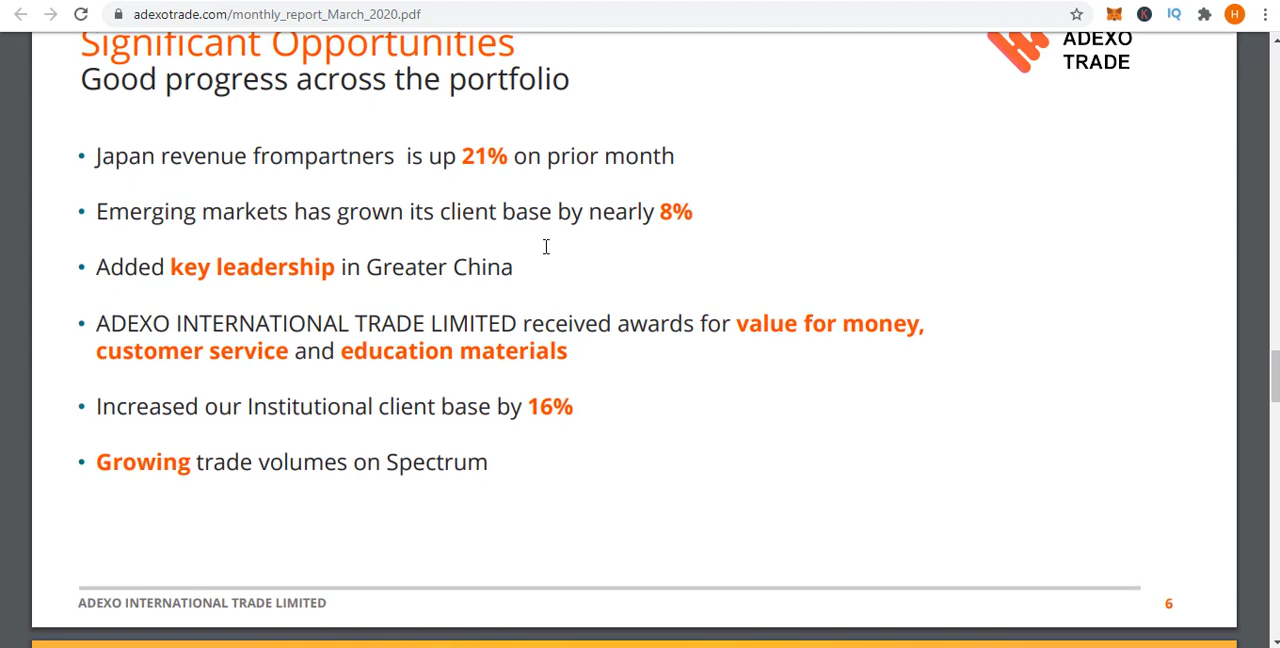 adexotrade.com/monthly_report_March_2020.pdf
K
IQ
H
Significant Opportunities
Good progress across the portfolio
ADEXO
TRADE
• Japan revenue frompartners  is up 21% on prior month
• Emerging markets has grown its client base by nearly 8%
• Added key leadership in Greater China
• ADEXO INTERNATIONAL TRADE LIMITED received awards for value for money,
customer service and education materials
• Increased our Institutional client base by 16%
• Growing trade volumes on Spectrum
ADEXO INTERNATIONAL TRADE LIMITED
6